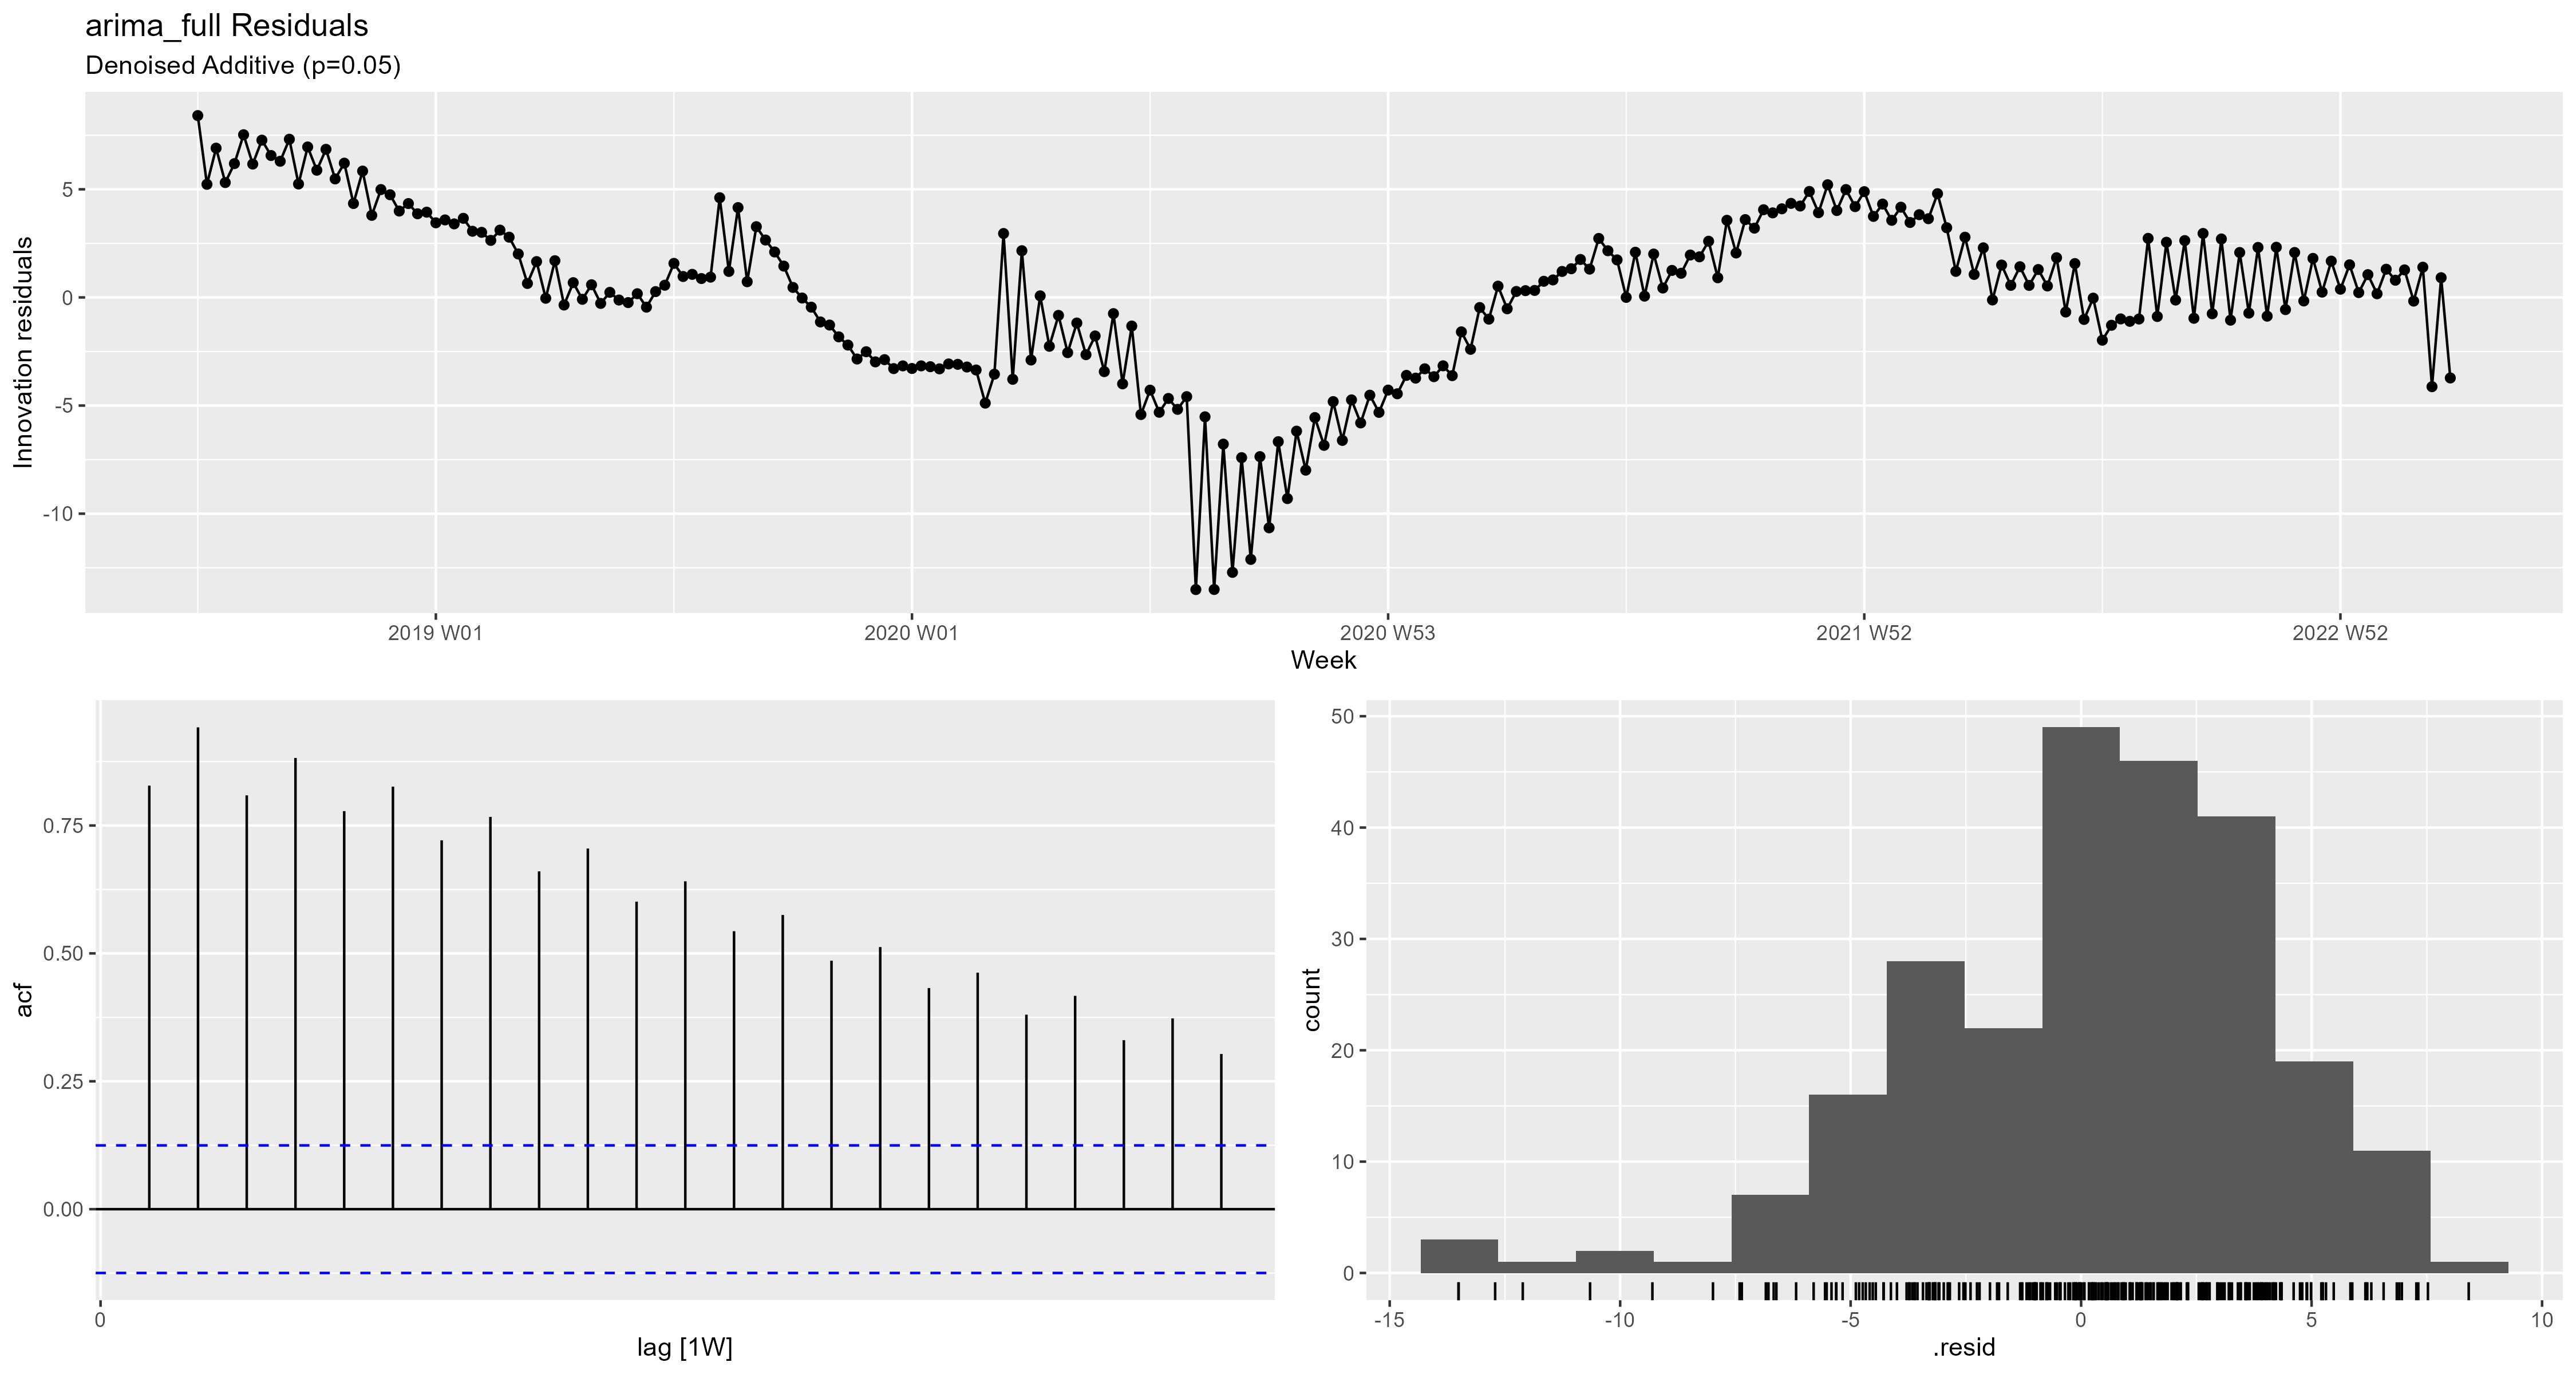 arima_full Residuals
Denoised Additive (p=0.05)
Innovation residuals
5
0
-5
-10
2019 W01
2020 W01
2020 W53
2021 W52
2022 W52
Week
acf
0.75
0.50
0.25
0.00
0
lag [1W]
count
50
40
30
20
10
0
-15
-10
-5
0
5
10
.resid